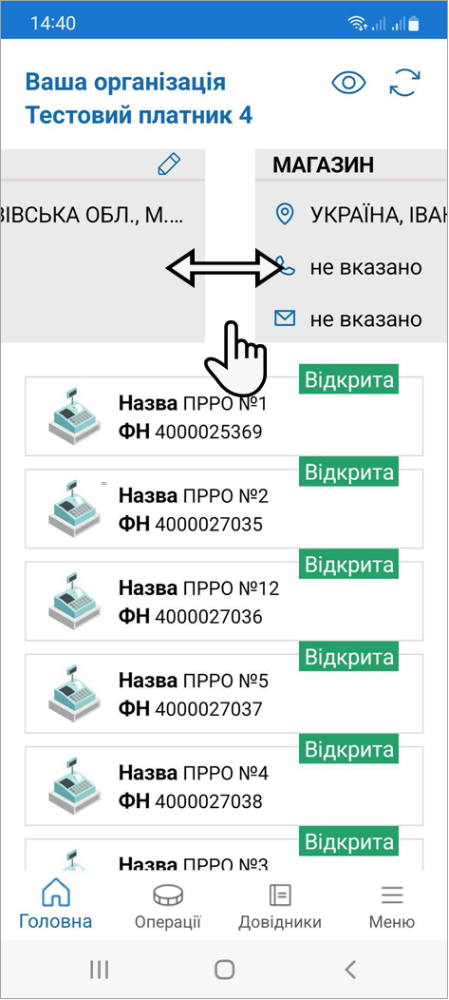 14:40
Ваша організація
Тестовий платник 4
МАГАЗИН
ВІВСЬКА ОБЛ., М....
УКРАЇНА, ІВАН
не вказано
не вказано
Відкрита
Назва ПРРО №1
ФН 4000025369
Відкрита
Назва ПРРО №2
ФН 4000027035
Відкрита
Назва ПРРО №12
ФН 4000027036
Відкрита
Назва ПРРО №5
ФН 4000027037
Відкрита
Назва ПРРО №4
ФН 4000027038
Відкрита
Назва ПРРО №3
Головна
Операції
Довідники
Меню